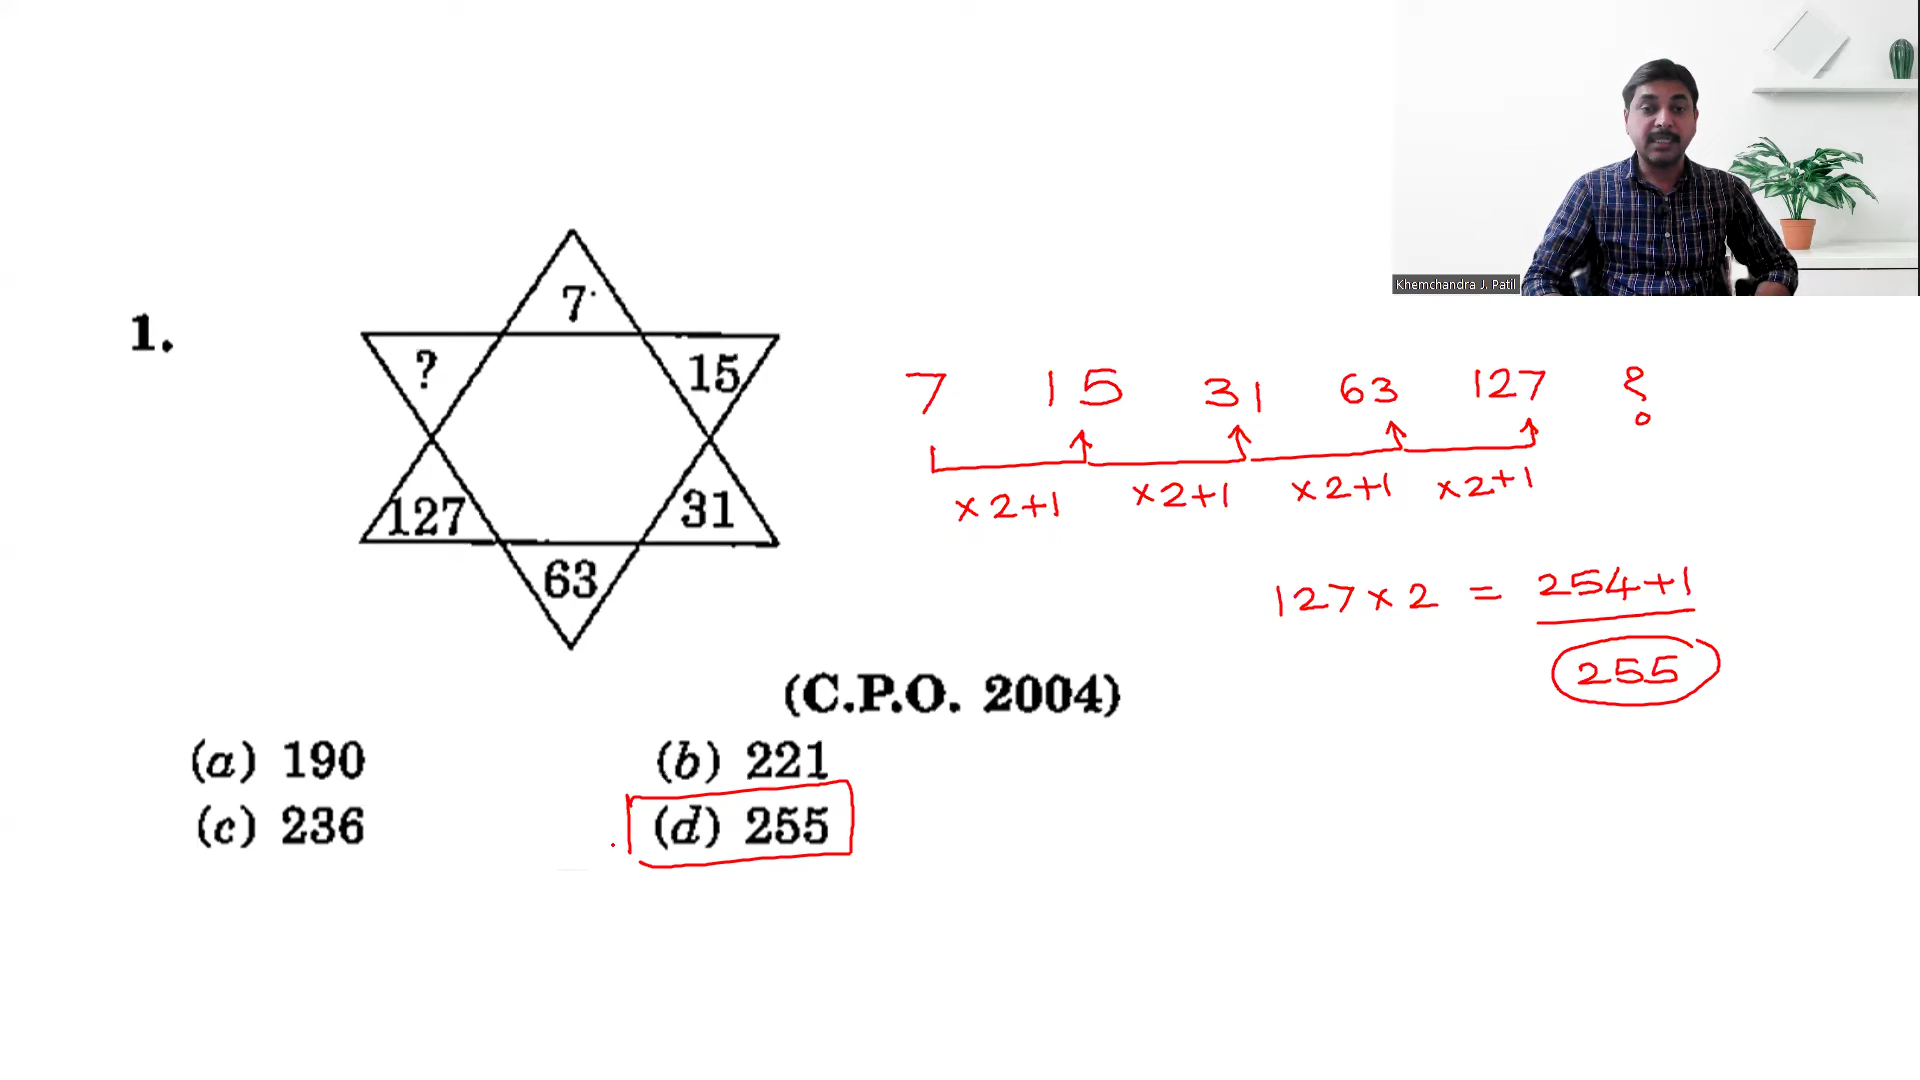 Khemchandra J. Patil
1.
7
?
15
127
31
63
7 15 31 63 127 ?
×2+1 ×2+1 ×2+1 ×2+1
127×2 = 254+1
255
(C.P.O. 2004)
(a) 190 (b) 221
(c) 236 (d) 255